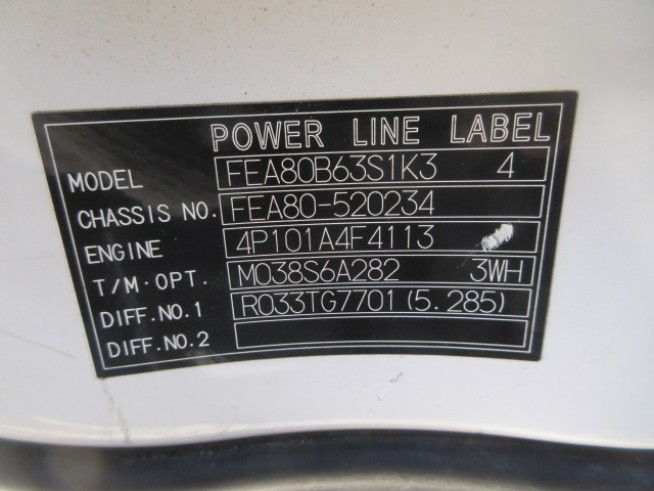 POWER LINE LABEL
MODEL FEA80B63S1K3 4
CHASSIS NO. FEA80-520234
ENGINE 4P101A4F4113
T/M·OPT. M038S6A282 3WH
DIFF.NO.1 R033TG7701(5.285)
DIFF.NO.2